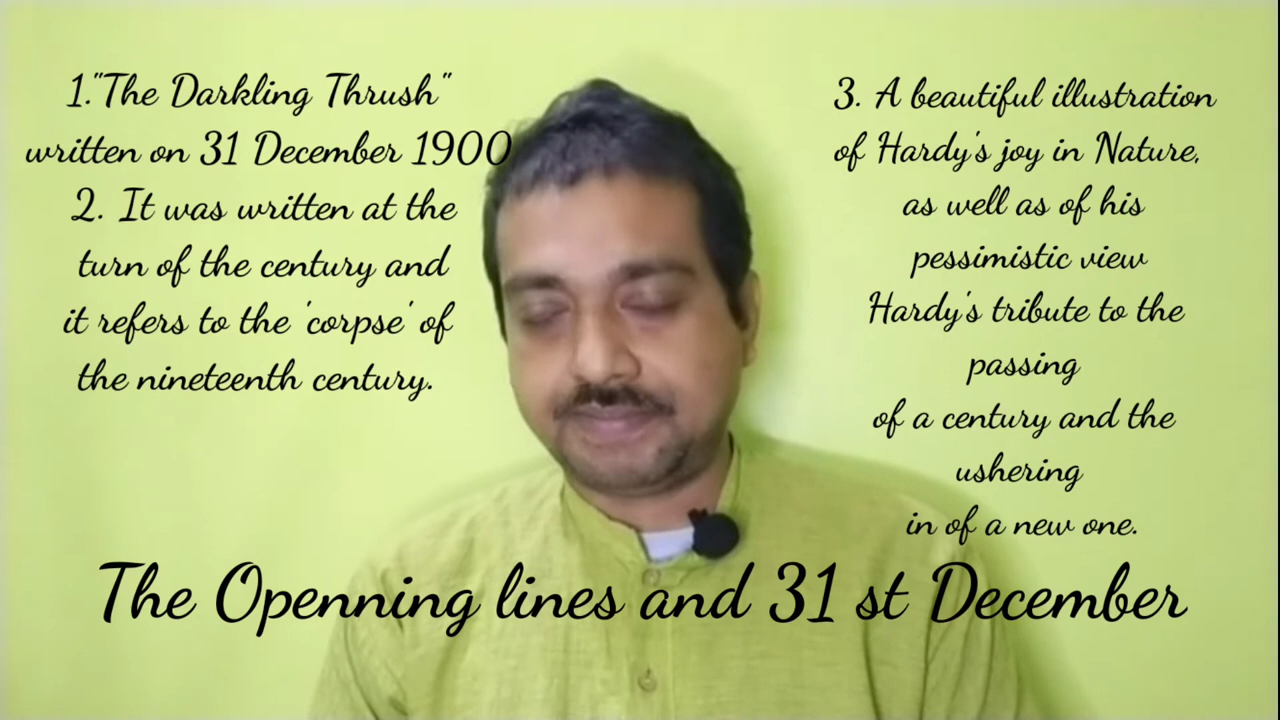 1."The Darkling Thrush"
written on 31 December 1900
2. It was written at the
turn of the century and
it refers to the 'corpse' of
the nineteenth century.
3. A beautiful illustration
of Hardy's joy in Nature,
as well as of his
pessimistic view
Hardy's tribute to the
passing
of a century and the
ushering
in of a new one.
The Openning lines and 31 st December